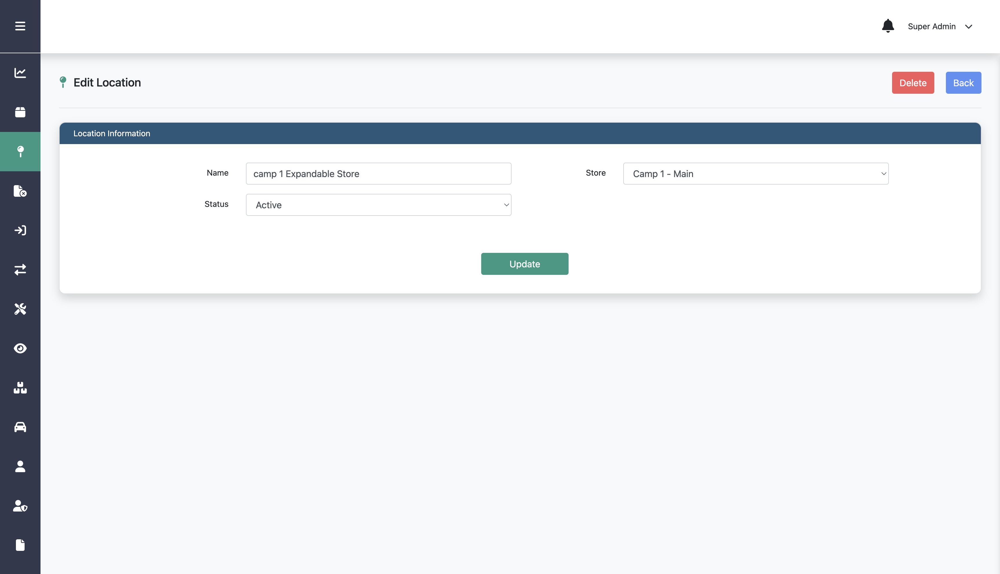 Super Admin
Edit Location
Delete
Back
Location Information
Name
camp 1 Expandable Store
Store
Camp 1 - Main
Status
Active
Update